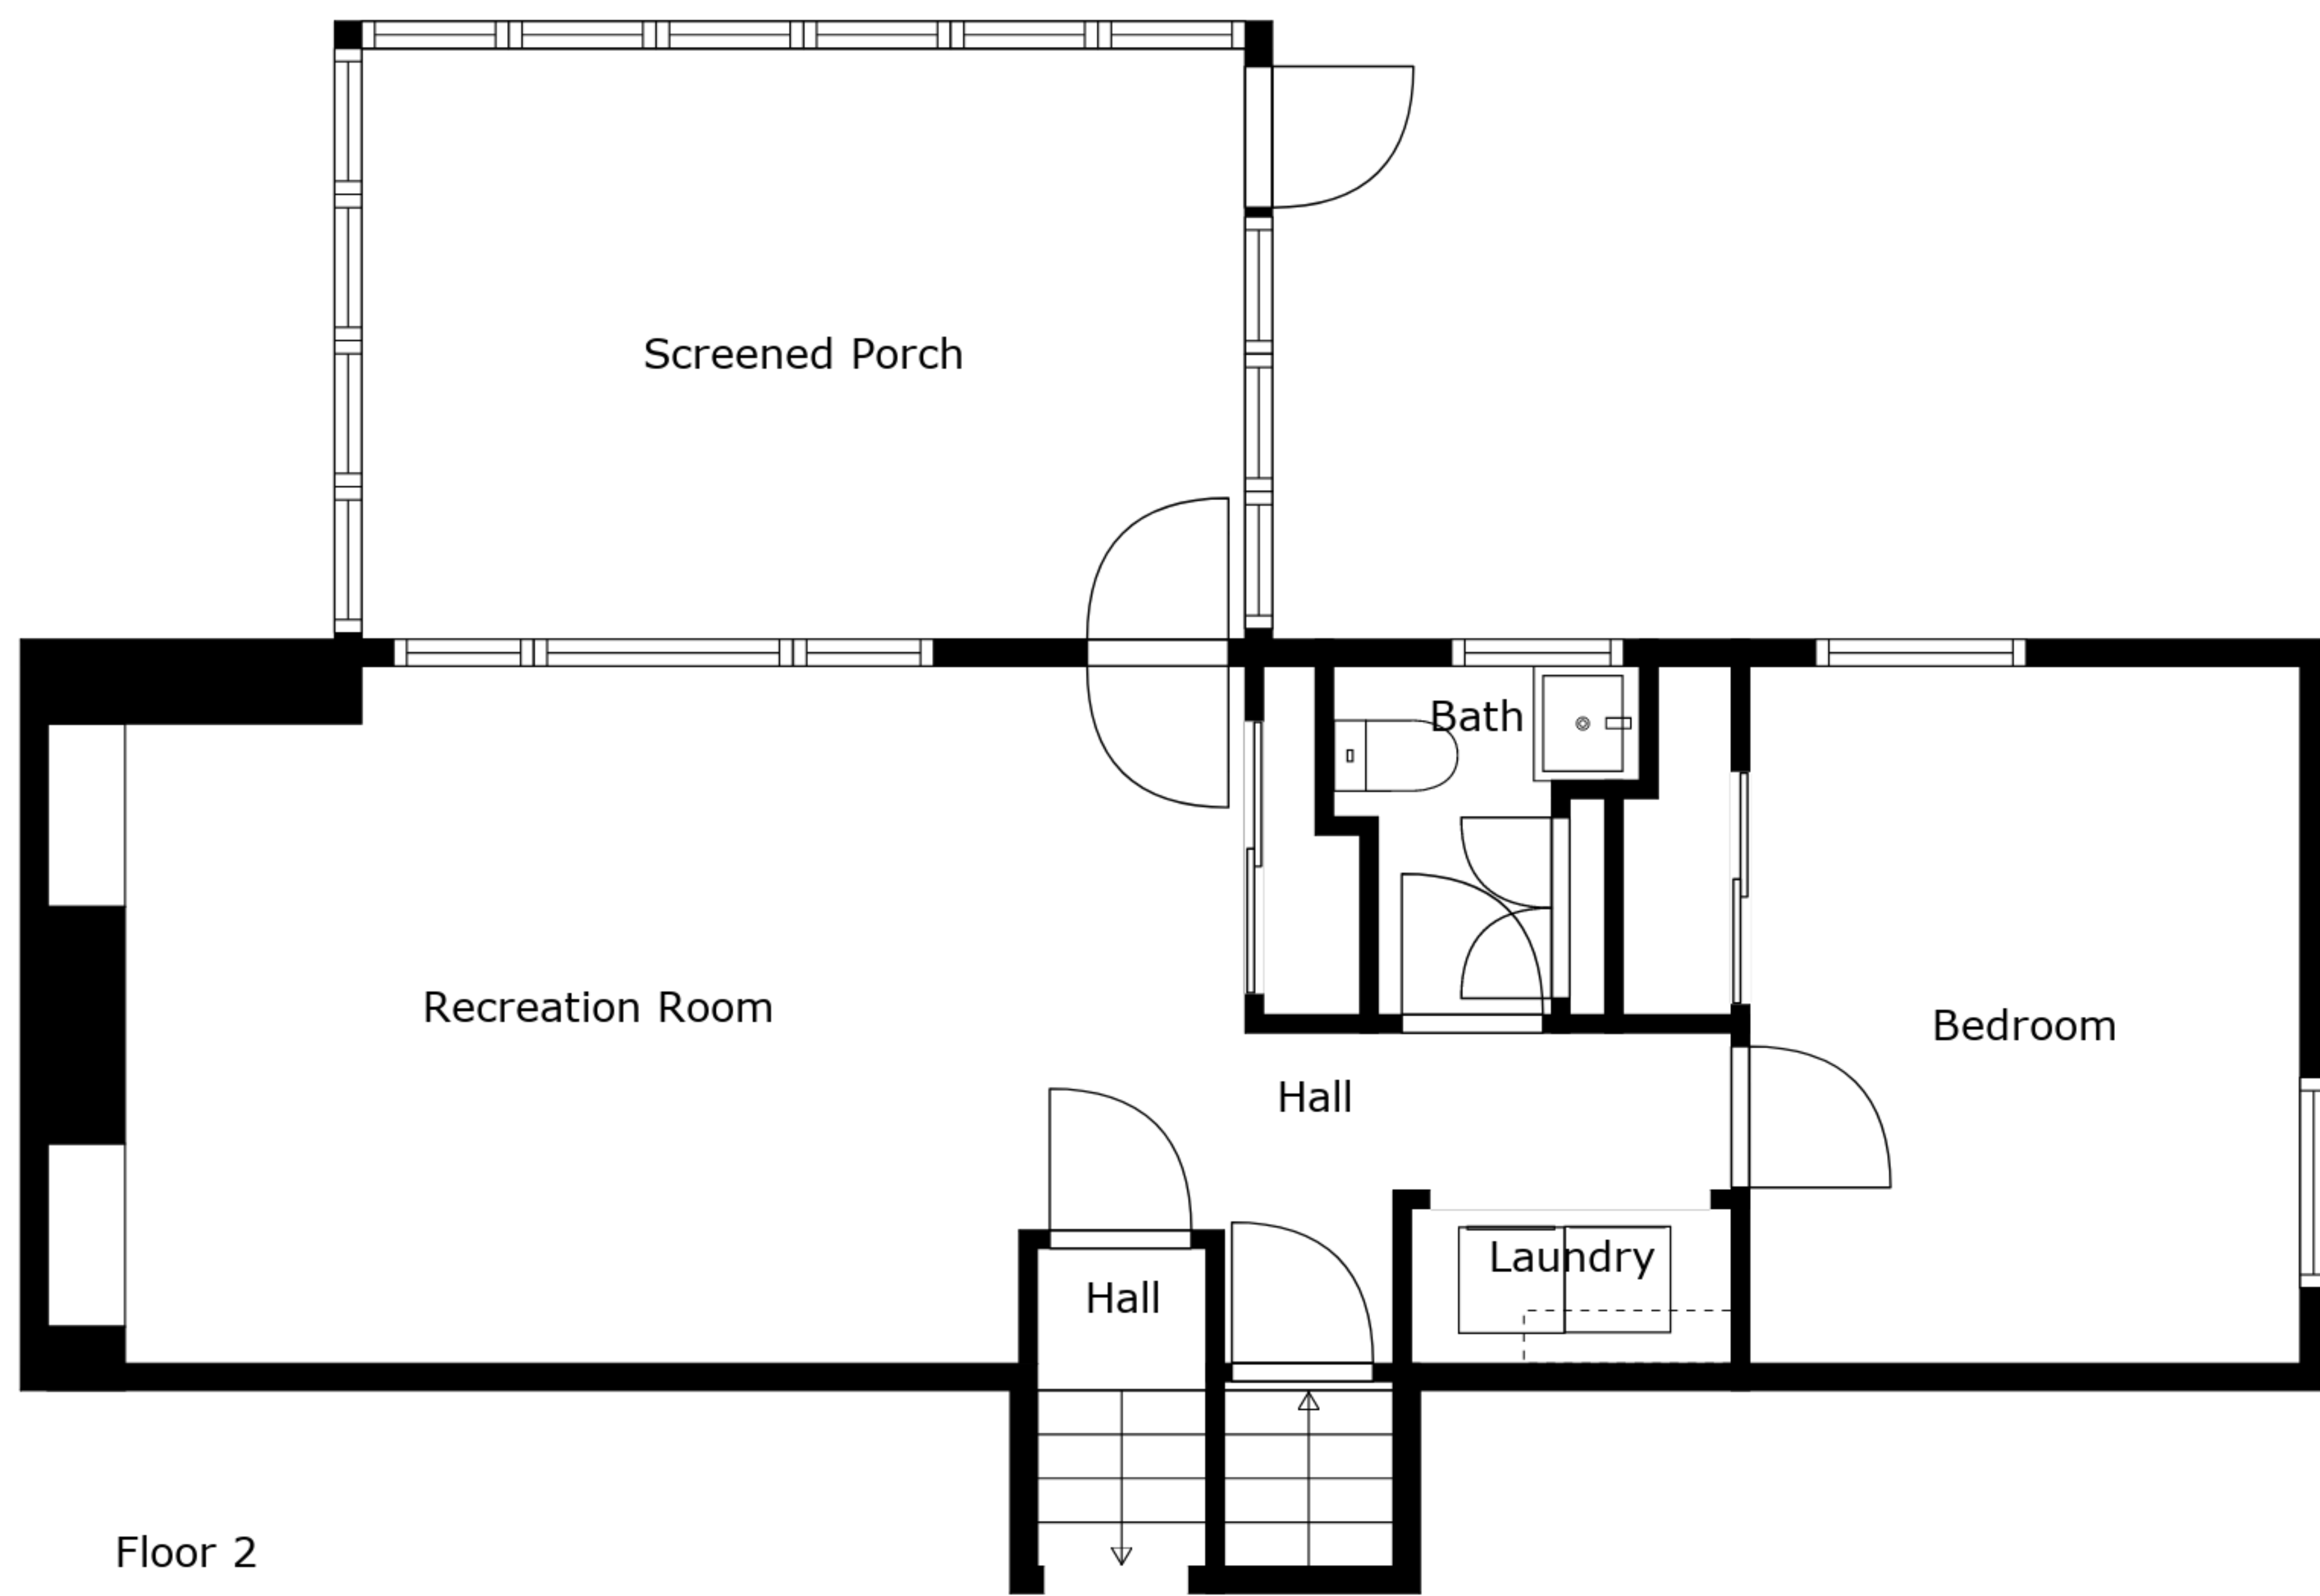 Screened Porch
Bath
Recreation Room
Bedroom
Hall
Laundry
Hall
Floor 2